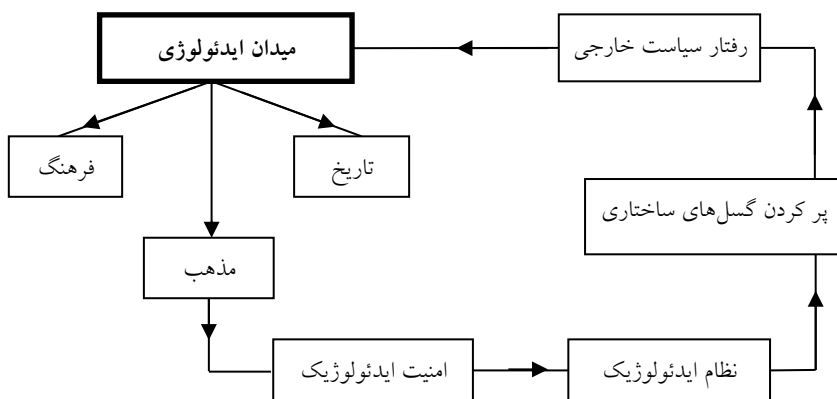 رفتار سیاست خارجی
میدان ایدئولوژی
تاریخ
فرهنگ
پر کردن گسل‌های ساختاری
مذهب
نظام ایدئولوژیک
امنیت ایدئولوژیک